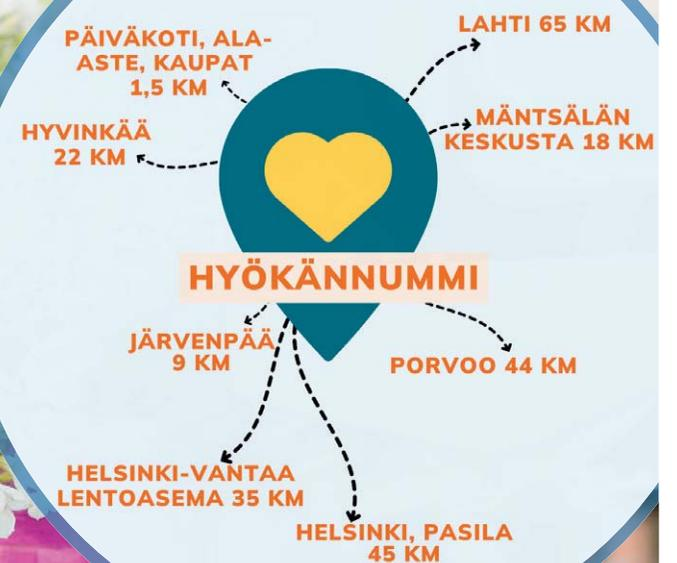 PÄIVÄKOTI, ALA-
ASTE, KAUPAT
1,5 KM
LAHTI 65 KM
HYVINKÄÄ
22 KM
MÄNTSÄLÄN
KESKUSTA 18 KM
HYÖKÄNNUMMI
JÄRVENPÄÄ
9 KM
PORVOO 44 KM
HELSINKI-VANTAA
LENTOASEMA 35 KM
HELSINKI, PASILA
45 KM